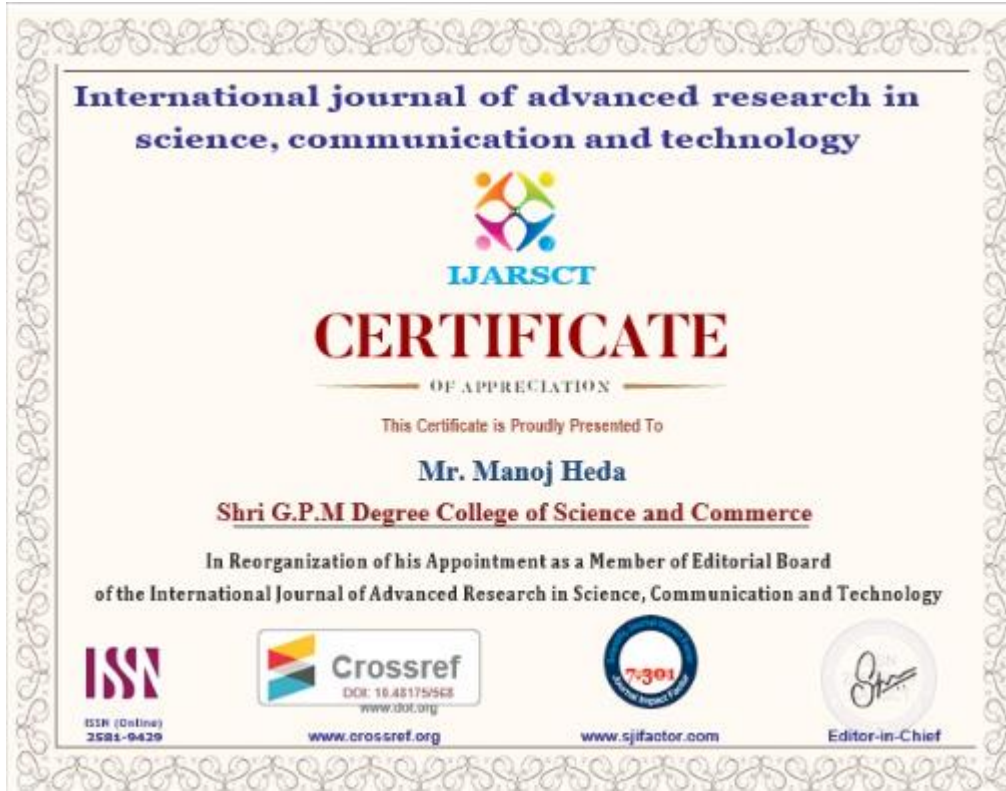 International journal of advanced research in
science, communication and technology
IJARSCT
CERTIFICATE
OF APPRECIATION
This Certificate is Proudly Presented To
Mr. Manoj Heda
Shri G.P.M Degree College of Science and Commerce
In Reorganization of his Appointment as a Member of Editorial Board
of the International Journal of Advanced Research in Science, Communication and Technology
ISSN
ISSN (Online)
2581-9429
Crossref
DOI: 10.48175/568
www.doi.org
www.crossref.org
7.301
Journal Impact Factor
www.sjifactor.com
Editor-in-Chief